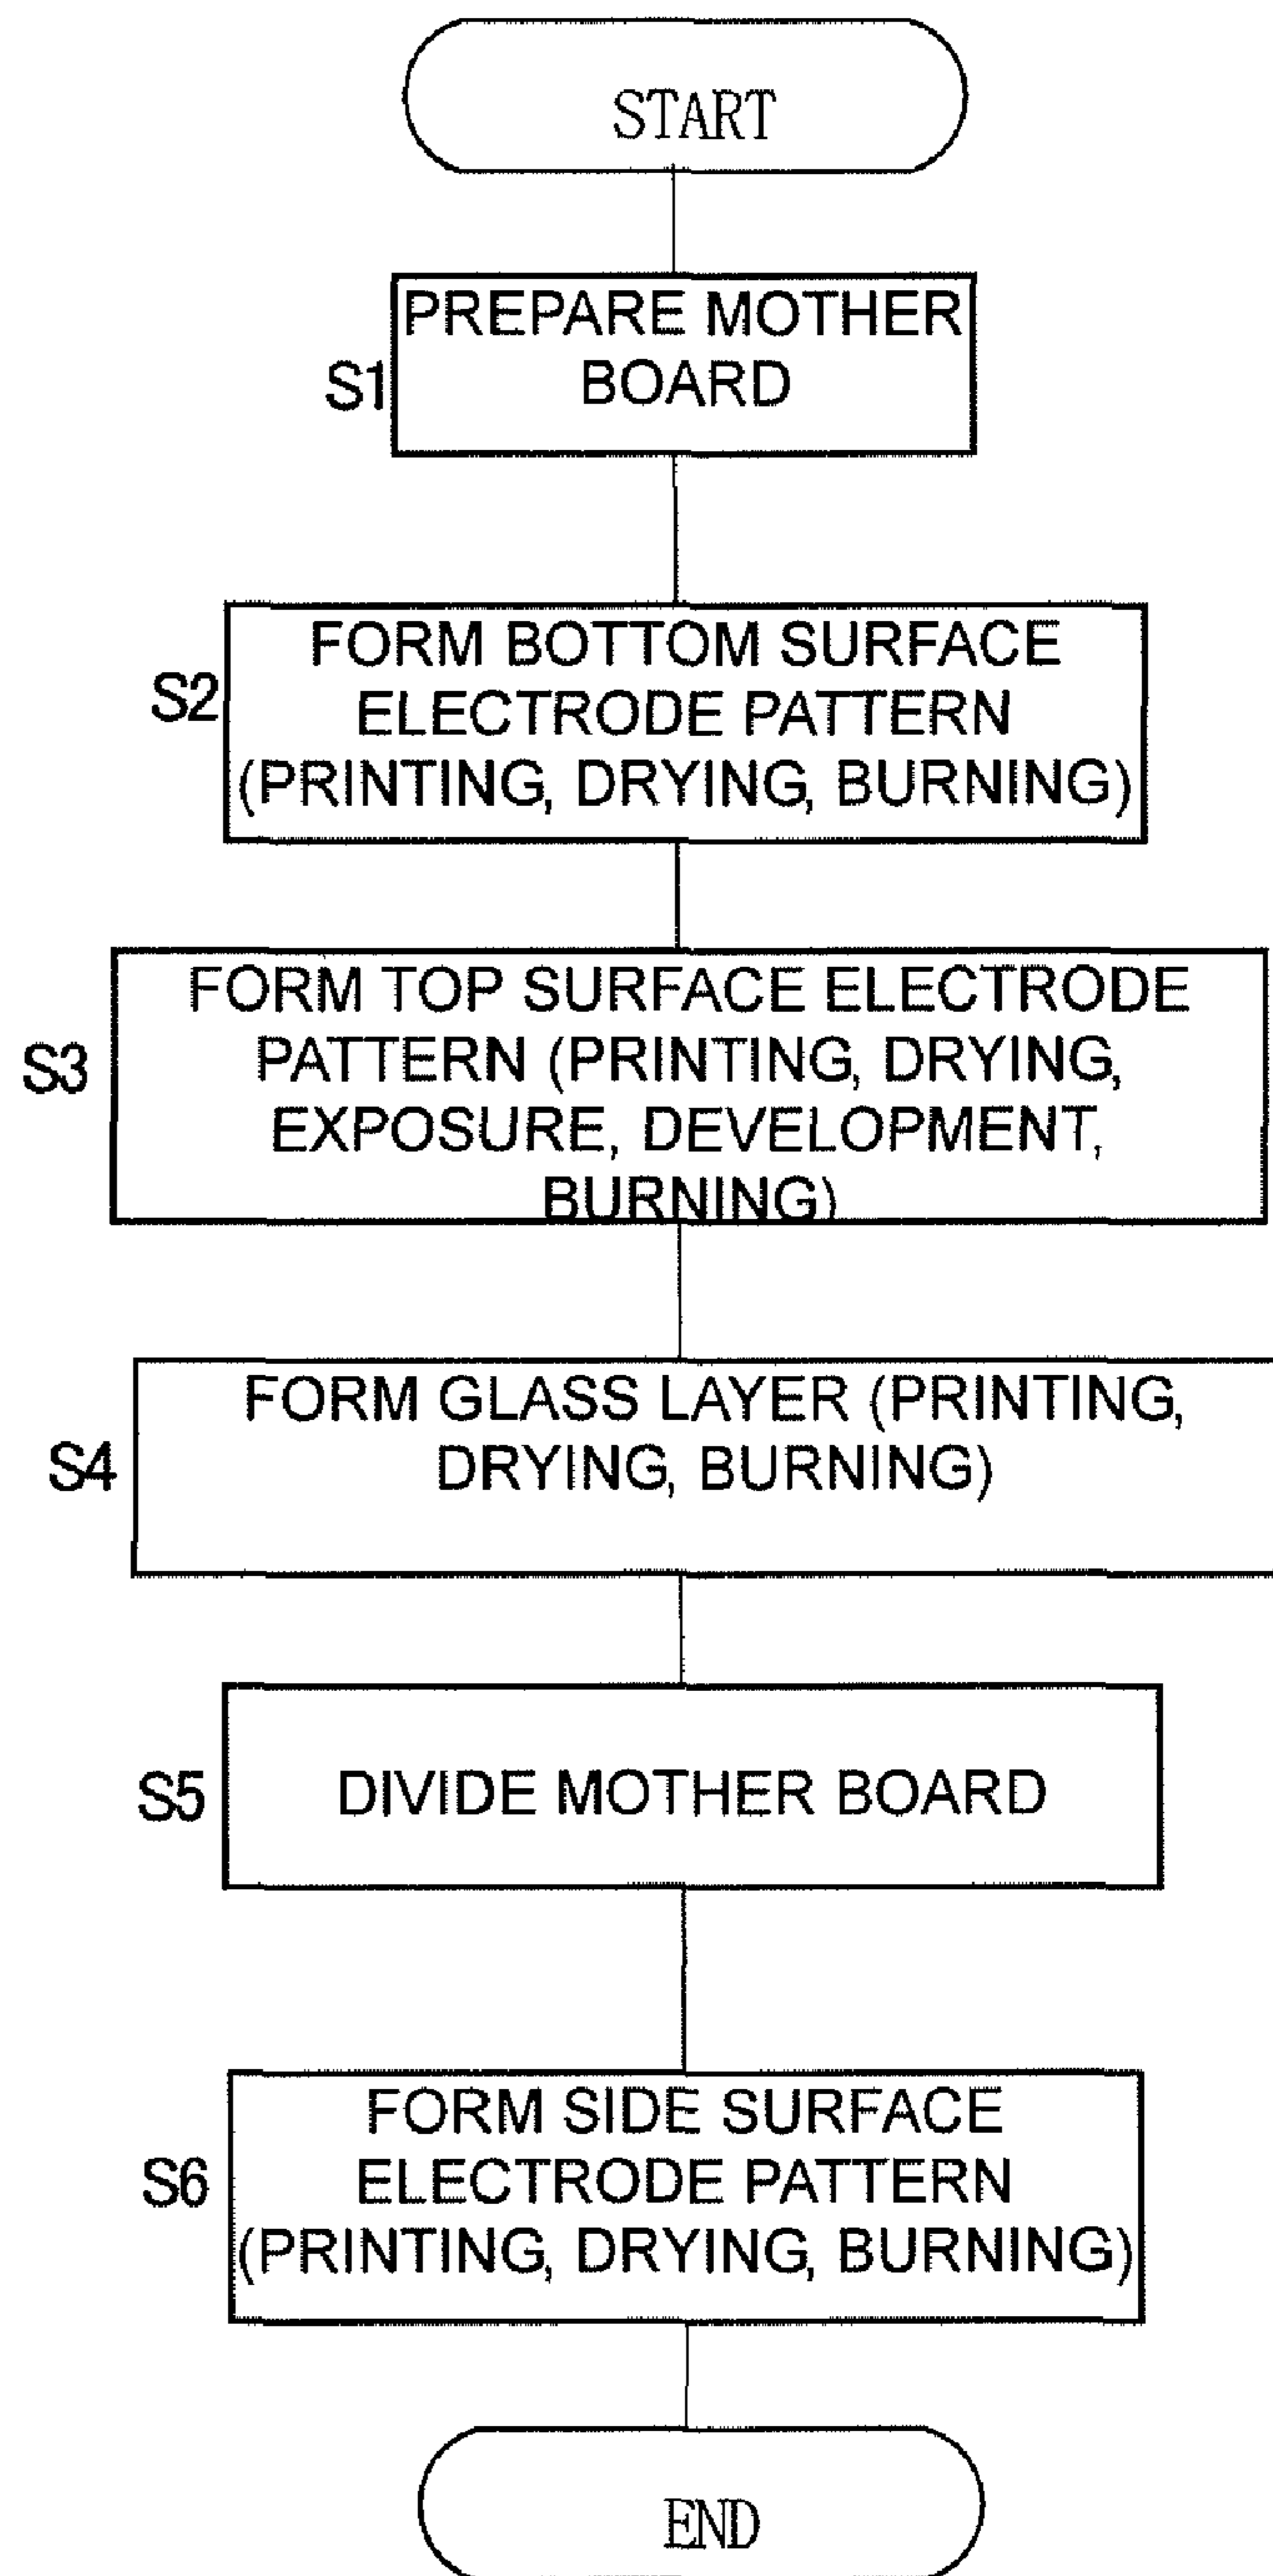 START
PREPARE MOTHER
BOARD
S1
FORM BOTTOM SURFACE
ELECTRODE PATTERN
(PRINTING, DRYING, BURNING)
S2
FORM TOP SURFACE ELECTRODE
PATTERN (PRINTING, DRYING,
EXPOSURE, DEVELOPMENT,
BURNING)
S3
FORM GLASS LAYER (PRINTING,
DRYING, BURNING)
S4
DIVIDE MOTHER BOARD
S5
FORM SIDE SURFACE
ELECTRODE PATTERN
(PRINTING, DRYING, BURNING)
S6
END